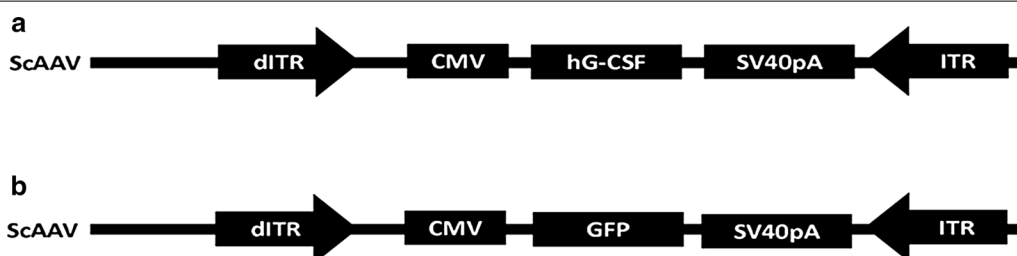 a
ScAAV dITR CMV hG-CSF SV40pA ITR
b
ScAAV dITR CMV GFP SV40pA ITR